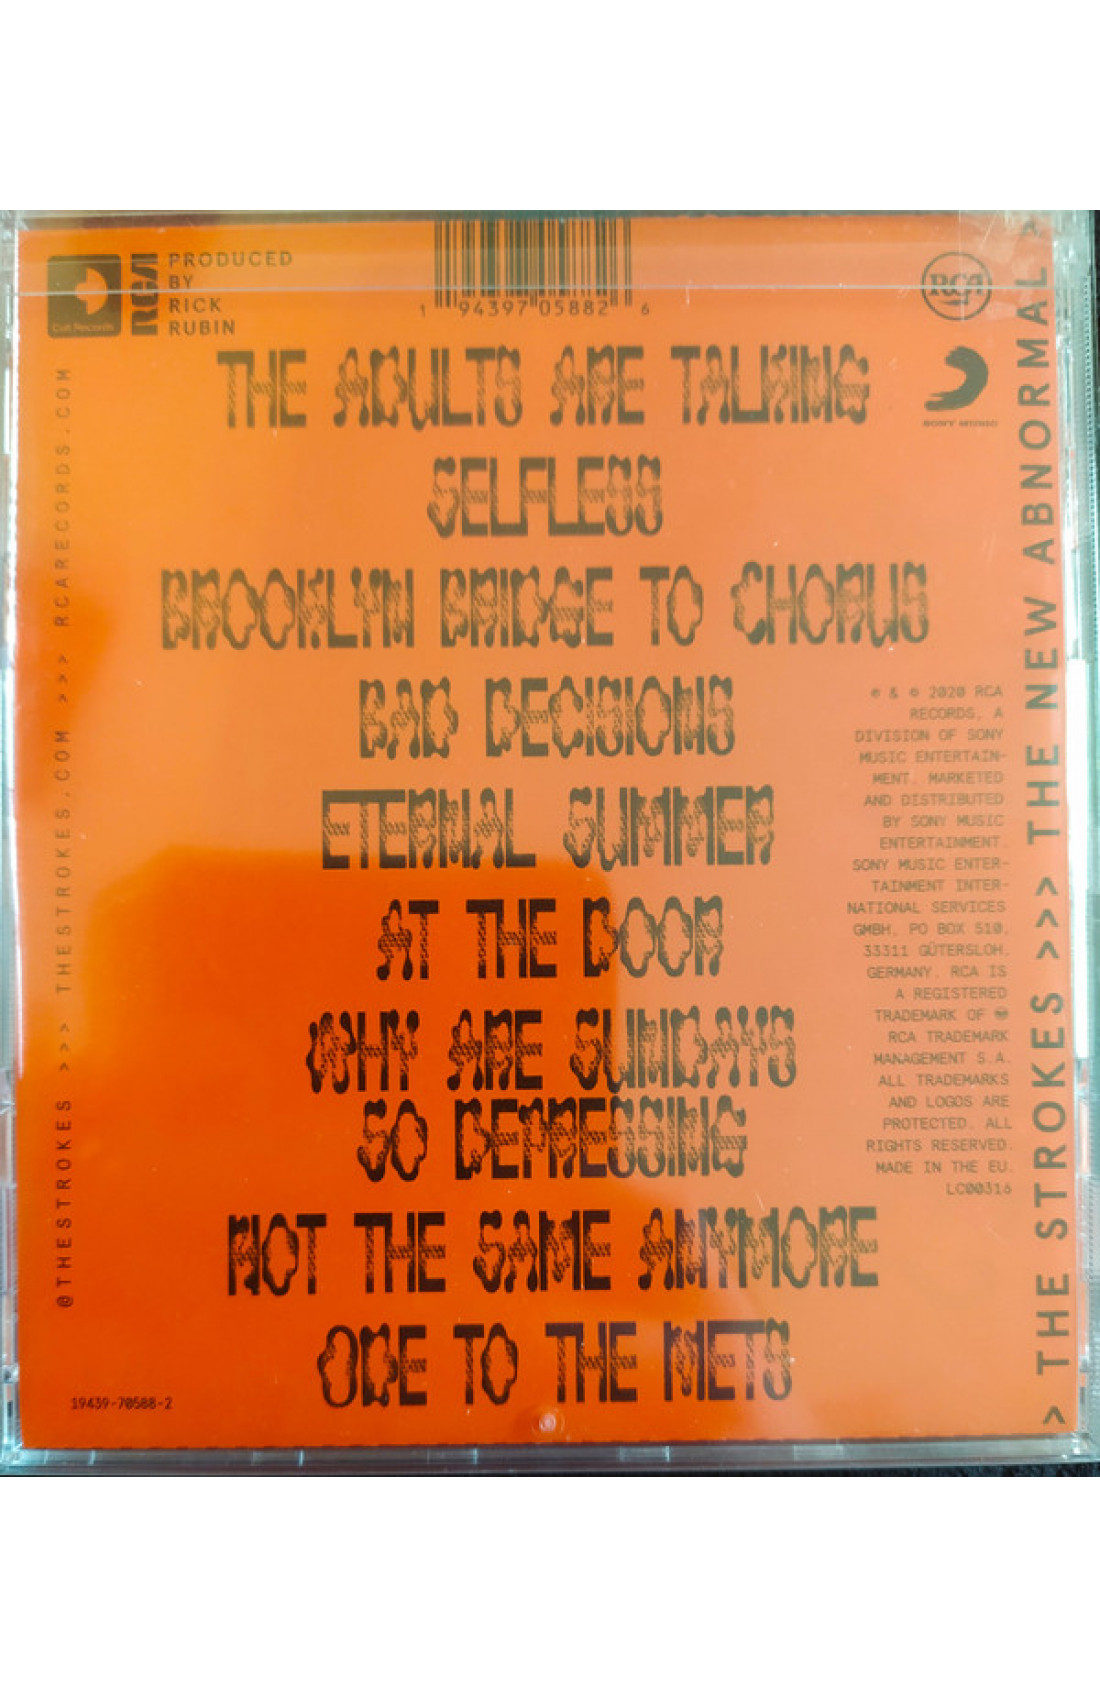 Cult Records
RCA
PRODUCED
BY
RICK
RUBIN
1 94397 05882 6
RCA
SONY MUSIC
THE ADULTS ARE TALKING
SELFLESS
BROOKLYN BRIDGE TO CHORUS
BAD DECISIONS
ETERNAL SUMMER
AT THE DOOR
WHY ARE SUNDAYS
SO DEPRESSING
NOT THE SAME ANYMORE
ODE TO THE METS
@THESTROKES >>> THESTROKES.COM >>> RCARECORDS.COM
℗ & © 2020 RCA
RECORDS, A
DIVISION OF SONY
MUSIC ENTERTAIN-
MENT. MARKETED
AND DISTRIBUTED
BY SONY MUSIC
ENTERTAINMENT.
SONY MUSIC ENTER-
TAINMENT INTER-
NATIONAL SERVICES
GMBH, PO BOX 510,
33311 GÜTERSLOH,
GERMANY. RCA IS
A REGISTERED
TRADEMARK OF
RCA TRADEMARK
MANAGEMENT S.A.
ALL TRADEMARKS
AND LOGOS ARE
PROTECTED. ALL
RIGHTS RESERVED.
MADE IN THE EU.
LC00316
> THE STROKES >>> THE NEW ABNORMAL >
19439-70588-2